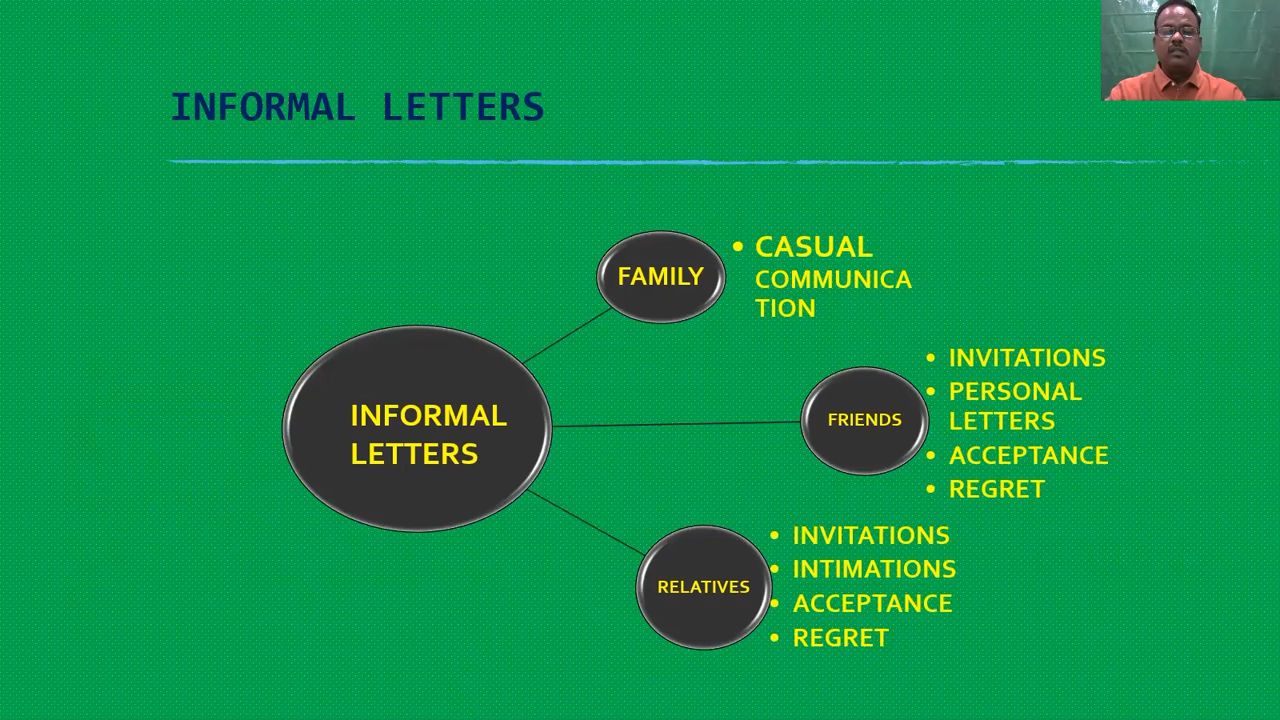 INFORMAL LETTERS
FAMILY
• CASUAL
COMMUNICA
TION
INFORMAL
LETTERS
FRIENDS
• INVITATIONS
• PERSONAL
LETTERS
• ACCEPTANCE
• REGRET
RELATIVES
• INVITATIONS
• INTIMATIONS
• ACCEPTANCE
• REGRET